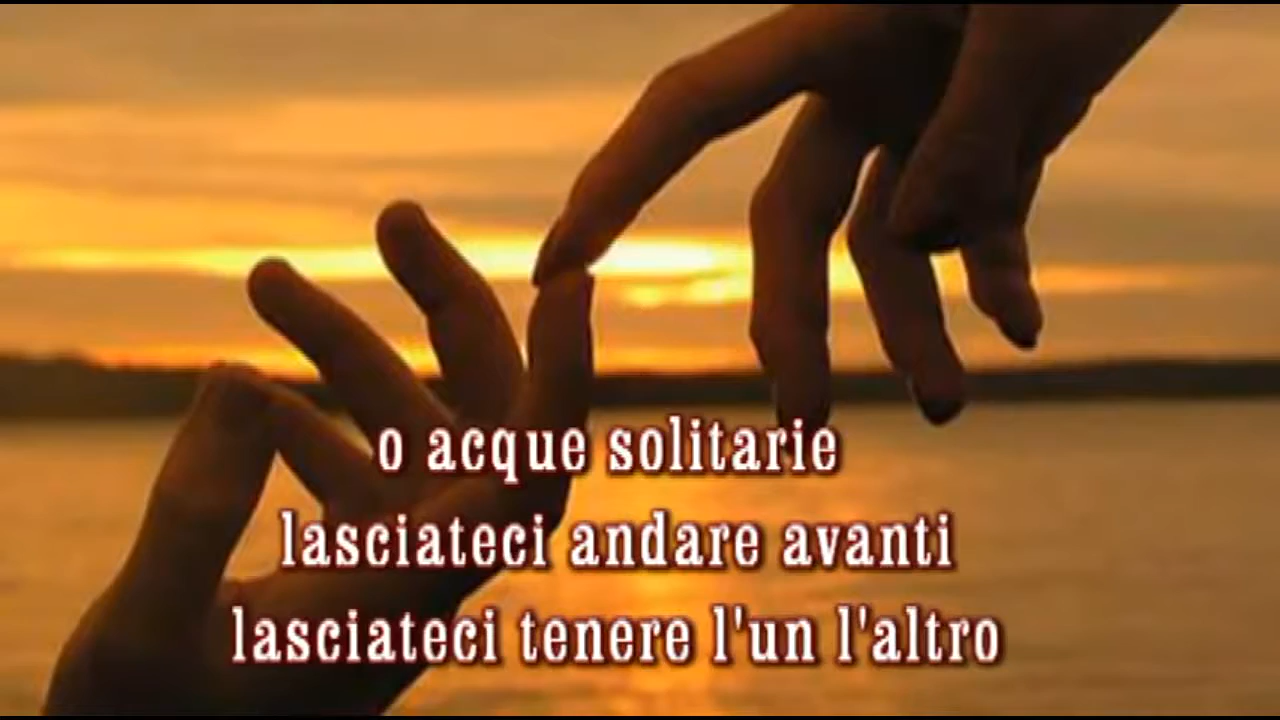 o acque solitarie
lasciateci andare avanti
lasciateci tenere l'un l'altro